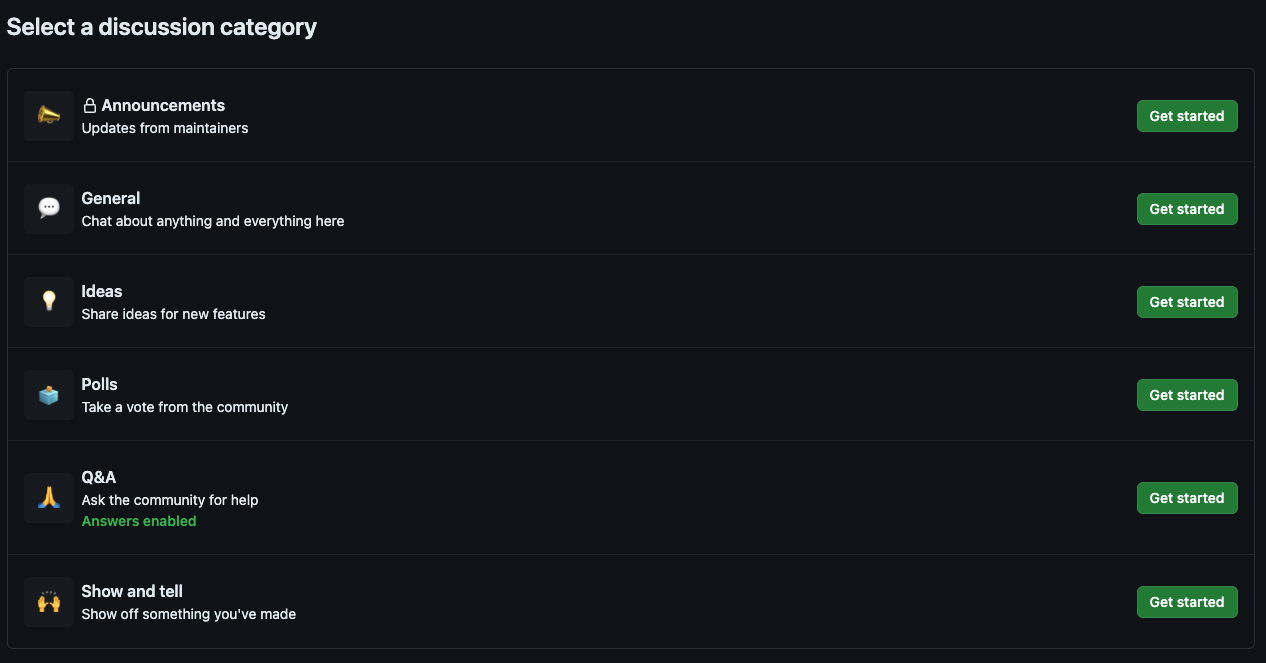 Select a discussion category
Announcements
Updates from maintainers
Get started
General
Chat about anything and everything here
Get started
Ideas
Share ideas for new features
Get started
Polls
Take a vote from the community
Get started
Q&A
Ask the community for help
Answers enabled
Get started
Show and tell
Show off something you've made
Get started